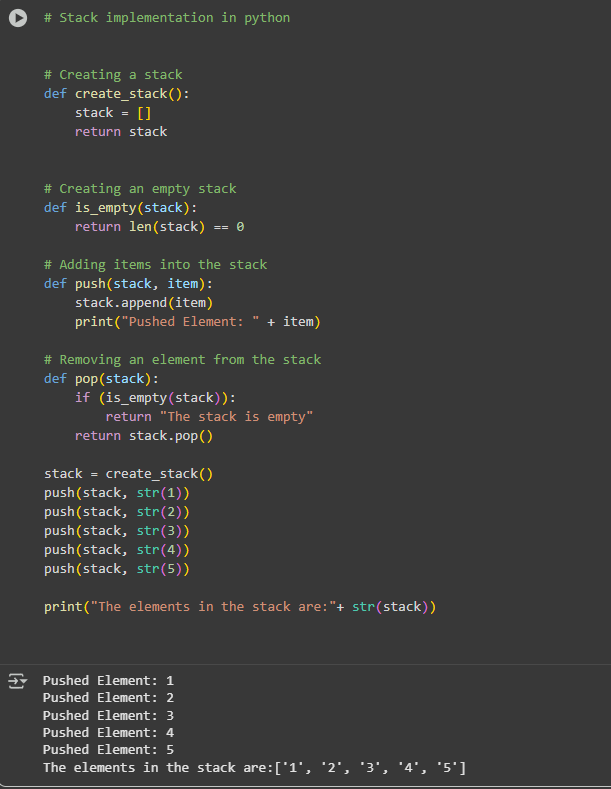 # Stack implementation in python
# Creating a stack
def create_stack():
    stack = []
    return stack
# Creating an empty stack
def is_empty(stack):
    return len(stack) == 0
# Adding items into the stack
def push(stack, item):
    stack.append(item)
    print("Pushed Element: " + item)
# Removing an element from the stack
def pop(stack):
    if (is_empty(stack)):
        return "The stack is empty"
    return stack.pop()
stack = create_stack()
push(stack, str(1))
push(stack, str(2))
push(stack, str(3))
push(stack, str(4))
push(stack, str(5))
print("The elements in the stack are:"+ str(stack))
Pushed Element: 1
Pushed Element: 2
Pushed Element: 3
Pushed Element: 4
Pushed Element: 5
The elements in the stack are:['1', '2', '3', '4', '5']